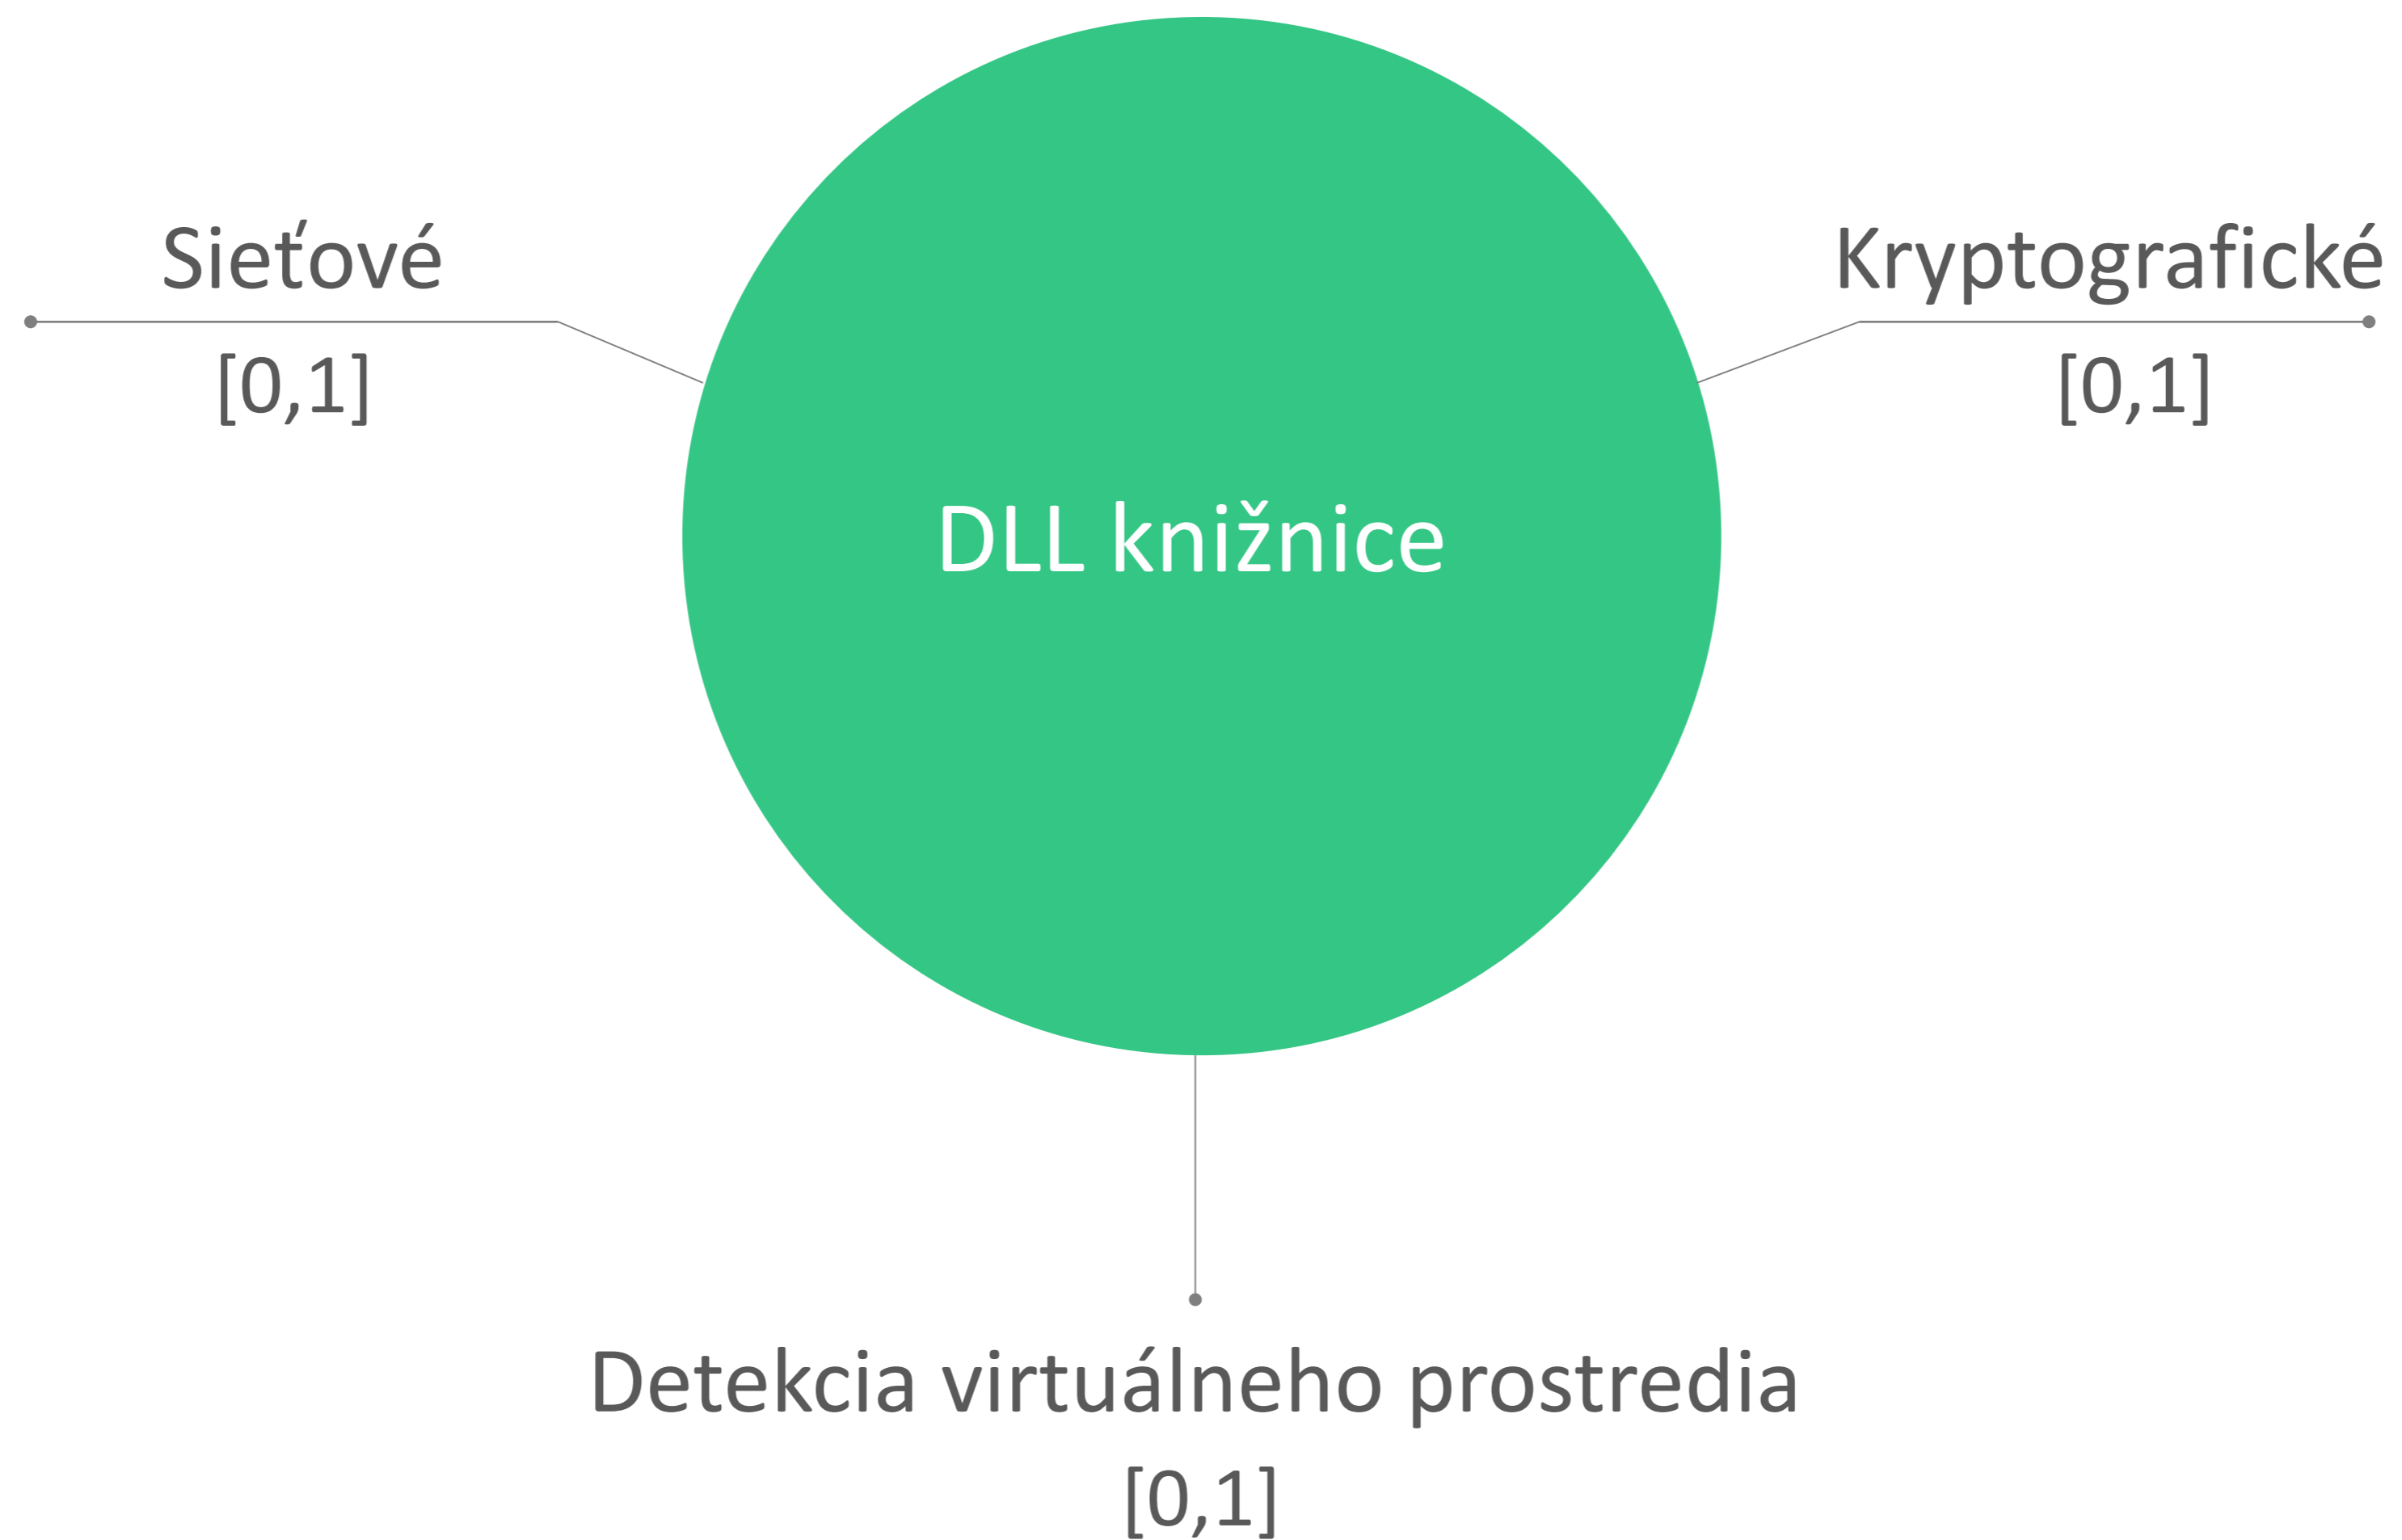 Sieťové
[0,1]
Kryptografické
[0,1]
DLL knižnice
Detekcia virtuálneho prostredia
[0,1]